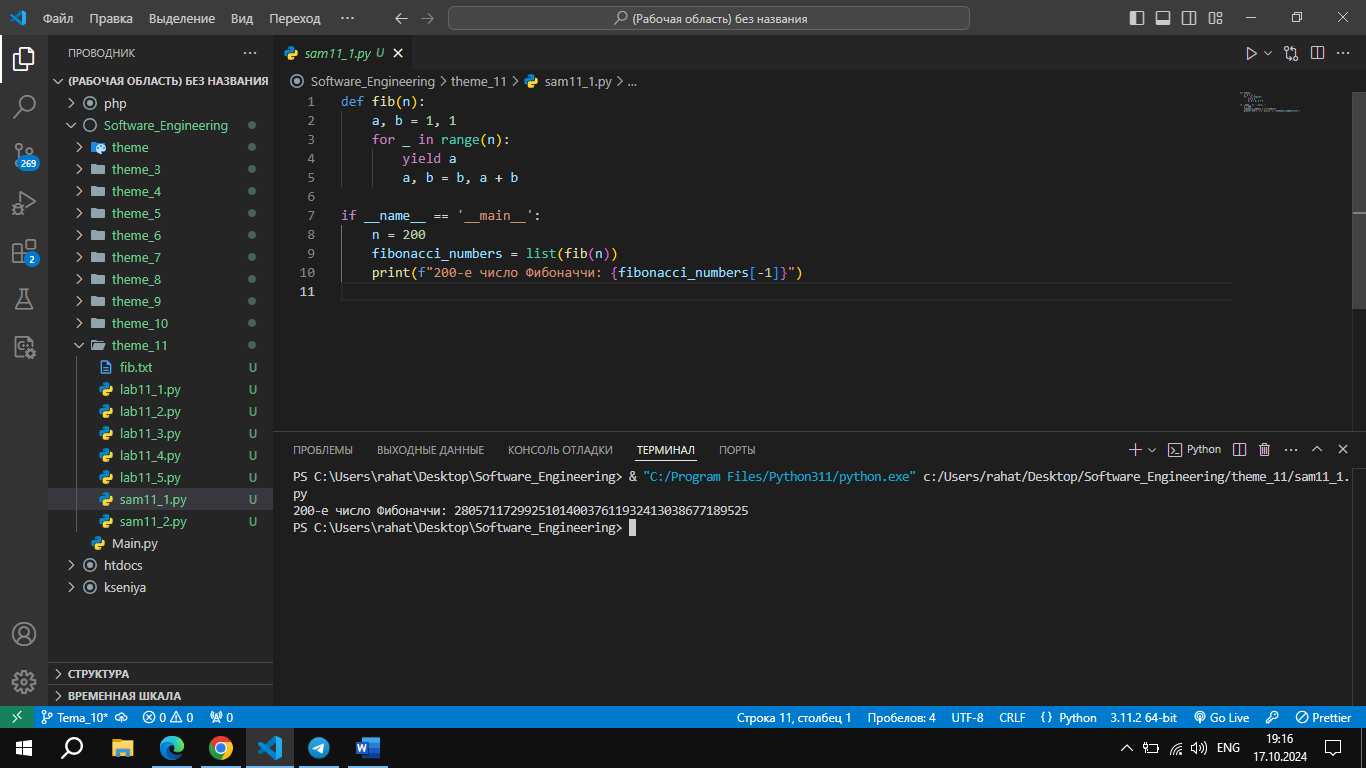 Файл Правка Выделение Вид Переход ··· (Рабочая область) без названия
ПРОВОДНИК ···
(РАБОЧАЯ ОБЛАСТЬ) БЕЗ НАЗВАНИЯ
php
Software_Engineering
theme
theme_3
theme_4
theme_5
theme_6
theme_7
theme_8
theme_9
theme_10
theme_11
fib.txt U
lab11_1.py U
lab11_2.py U
lab11_3.py U
lab11_4.py U
lab11_5.py U
sam11_1.py U
sam11_2.py U
Main.py
htdocs
kseniya
СТРУКТУРА
ВРЕМЕННАЯ ШКАЛА
269
2
sam11_1.py U
Software_Engineering > theme_11 > sam11_1.py > ...
1 def fib(n):
2 a, b = 1, 1
3 for _ in range(n):
4 yield a
5 a, b = b, a + b
6
7 if __name__ == '__main__':
8 n = 200
9 fibonacci_numbers = list(fib(n))
10 print(f"200-е число Фибоначчи: {fibonacci_numbers[-1]}")
11
ПРОБЛЕМЫ ВЫХОДНЫЕ ДАННЫЕ КОНСОЛЬ ОТЛАДКИ ТЕРМИНАЛ ПОРТЫ Python
PS C:\Users\rahat\Desktop\Software_Engineering> & "C:/Program Files/Python311/python.exe" c:/Users/rahat/Desktop/Software_Engineering/theme_11/sam11_1.
py
200-е число Фибоначчи: 280571172992510140037611932413038677189525
PS C:\Users\rahat\Desktop\Software_Engineering>
Tema_10* 0 0 0 Строка 11, столбец 1 Пробелов: 4 UTF-8 CRLF Python 3.11.2 64-bit Go Live Prettier
ENG 19:16
17.10.2024